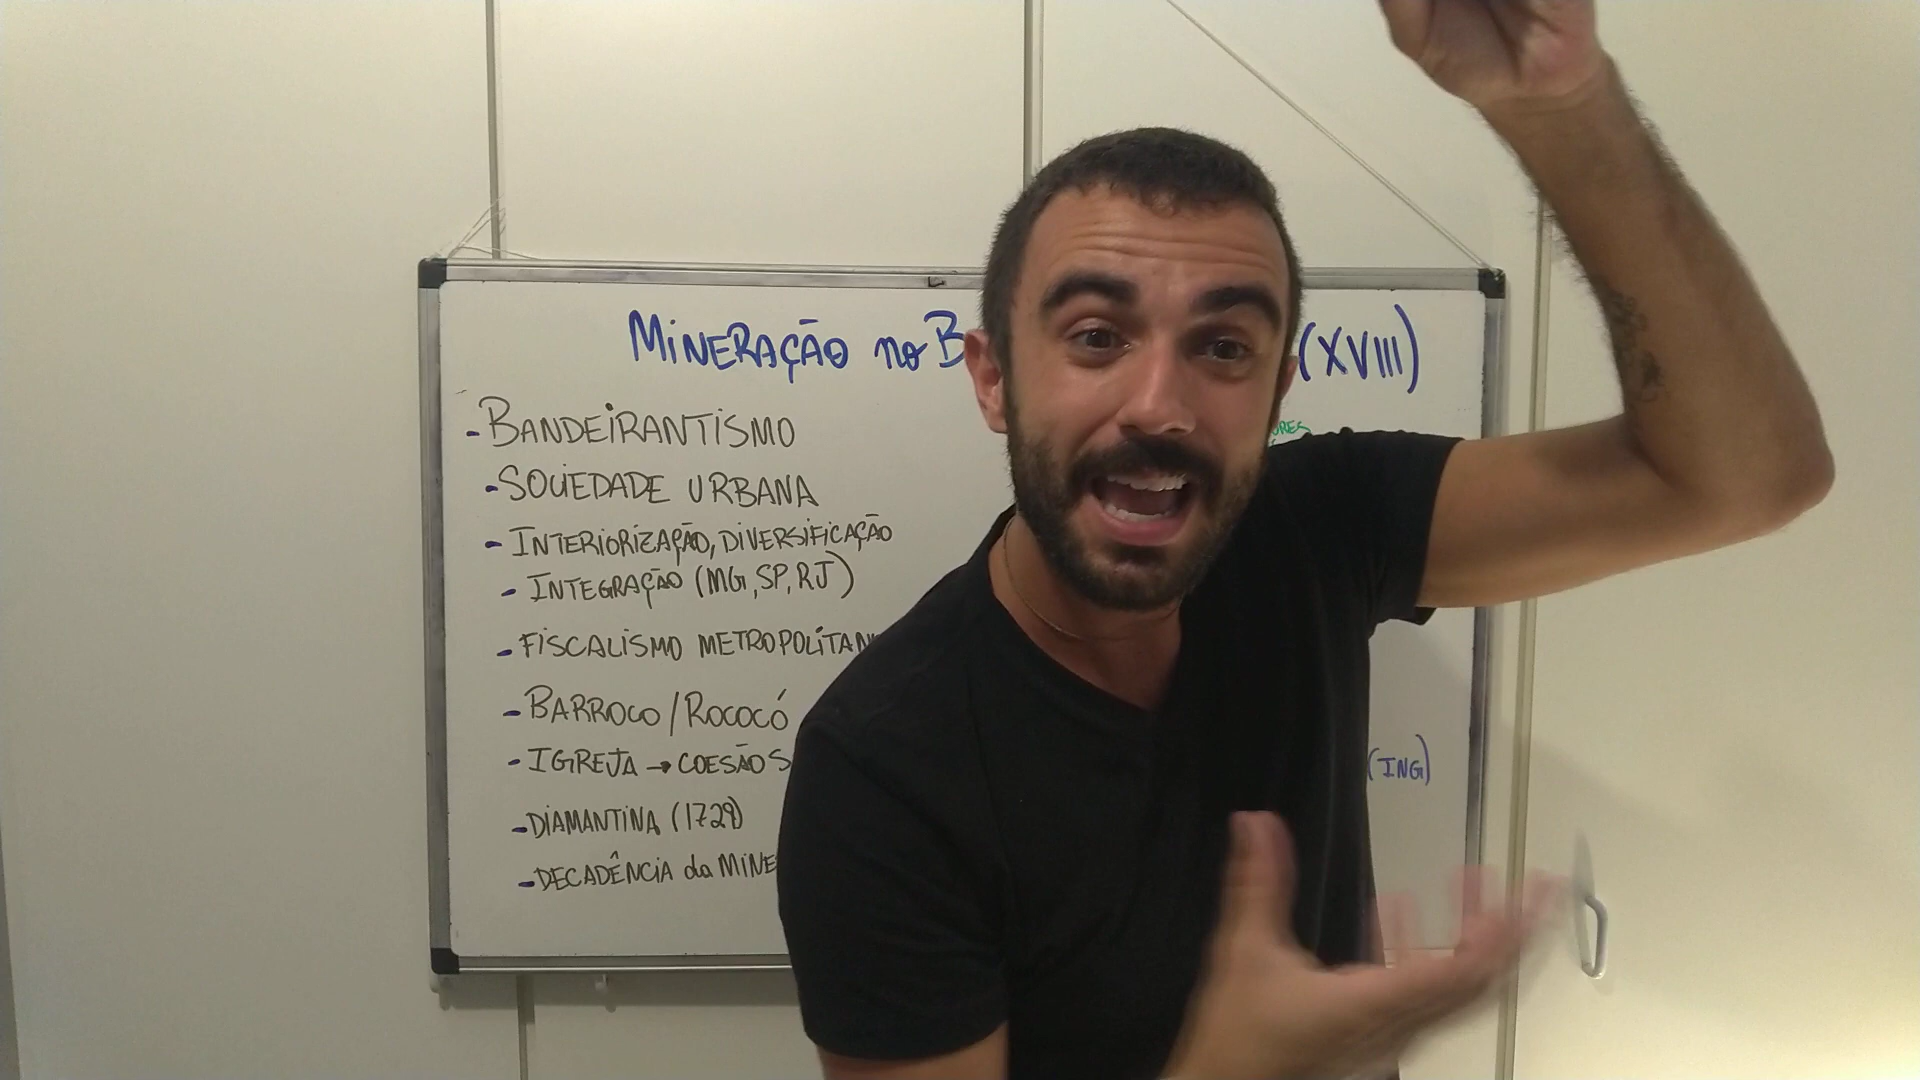 MINERAÇÃO no B (XVIII)
- BANDEIRANTISMO
URES
- SOCIEDADE URBANA
- INTERIORIZAÇÃO, DIVERSIFICAÇÃO
- INTEGRAÇÃO (MG, SP, RJ)
- FISCALISMO METROPOLITAN
- BARROCO / ROCOCÓ
- IGREJA → COESÃO S
(ING)
- DIAMANTINA (1729)
- DECADÊNCIA da MINE